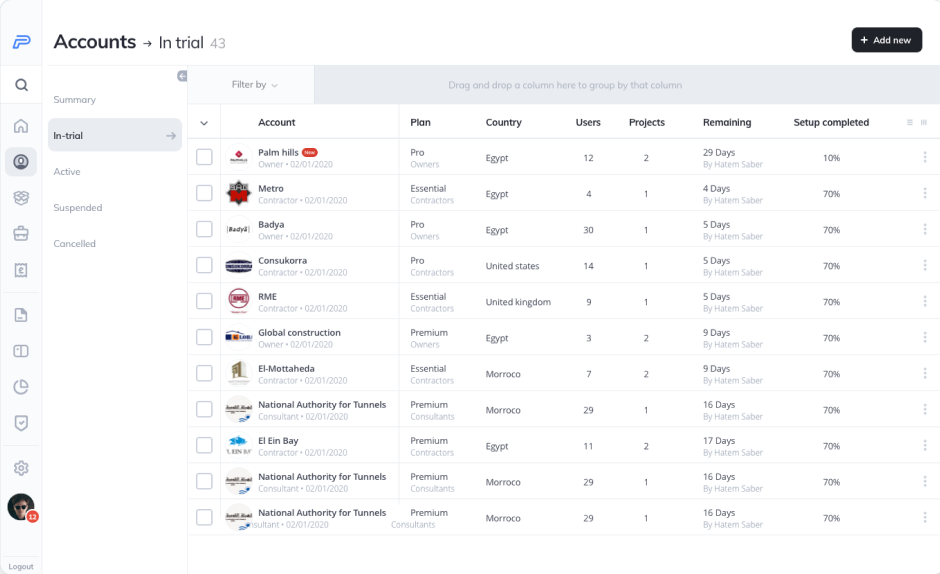 Accounts → In trial 43
+ Add new
Filter by
Drag and drop a column here to group by that column
Summary
In-trial
Active
Suspended
Cancelled
Account Plan Country Users Projects Remaining Setup completed
Palm hills New Pro Egypt 12 2 29 Days 10%
Owner • 02/01/2020 Owners By Hatem Saber
Metro Essential Egypt 4 1 4 Days 70%
Contractor • 02/01/2020 Contractors By Hatem Saber
Badya Pro Egypt 30 1 5 Days 70%
Owner • 02/01/2020 Owners By Hatem Saber
Consukorra Pro United states 14 1 5 Days 70%
Contractor • 02/01/2020 Contractors By Hatem Saber
RME Essential United kingdom 9 1 5 Days 70%
Contractor • 02/01/2020 Contractors By Hatem Saber
Global construction Premium Egypt 3 2 9 Days 70%
Owner • 02/01/2020 Owners By Hatem Saber
El-Mottaheda Essential Morroco 7 2 9 Days 70%
Contractor • 02/01/2020 Contractors By Hatem Saber
National Authority for Tunnels Premium Morroco 29 1 16 Days 70%
Consultant • 02/01/2020 Consultants By Hatem Saber
El Ein Bay Premium Egypt 11 2 17 Days 70%
Contractor • 02/01/2020 Contractors By Hatem Saber
National Authority for Tunnels Premium Morroco 29 1 16 Days 70%
Consultant • 02/01/2020 Consultants By Hatem Saber
National Authority for Tunnels Premium Morroco 29 1 16 Days 70%
nsultant • 02/01/2020 Consultants By Hatem Saber
12
Logout